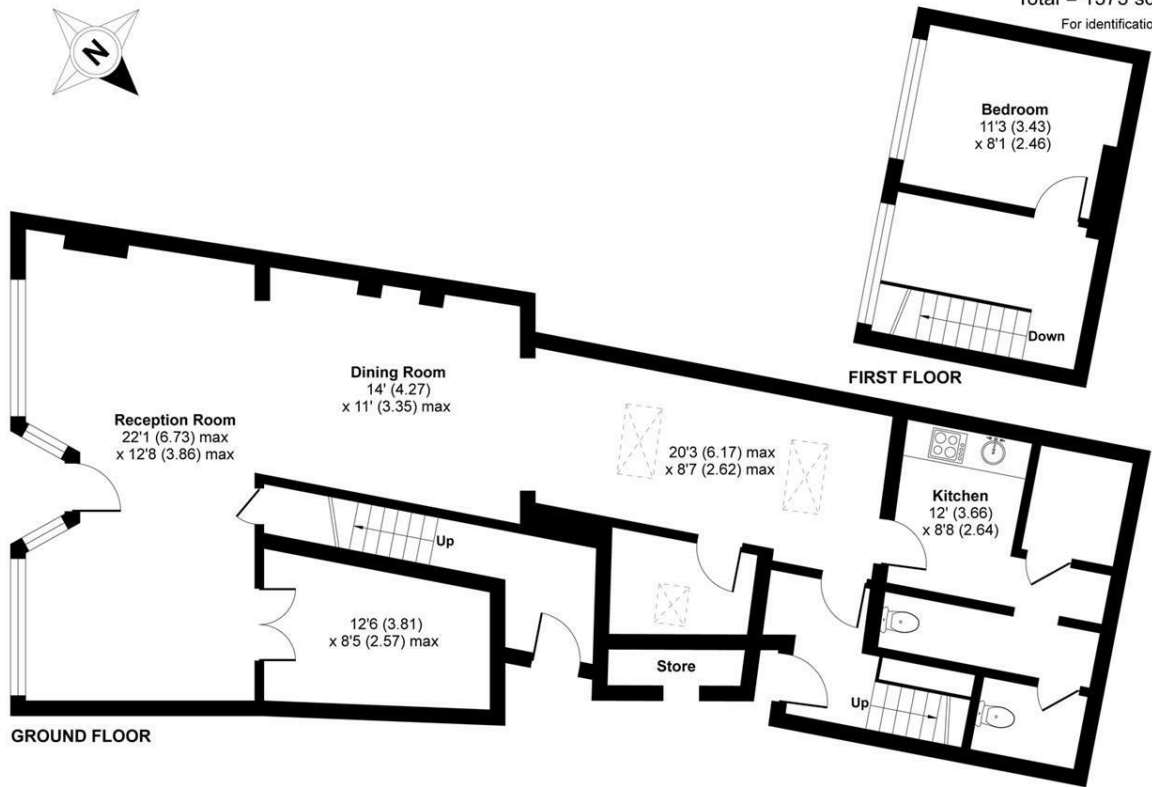 Total = 1575 sq
For identificatio
N
Bedroom
11'3 (3.43)
x 8'1 (2.46)
Down
FIRST FLOOR
Dining Room
14' (4.27)
x 11' (3.35) max
Reception Room
22'1 (6.73) max
x 12'8 (3.86) max
20'3 (6.17) max
x 8'7 (2.62) max
Kitchen
12' (3.66)
x 8'8 (2.64)
Up
12'6 (3.81)
x 8'5 (2.57) max
Store
Up
GROUND FLOOR